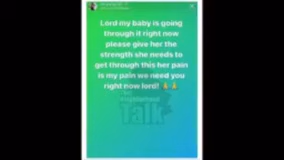 Lord my baby is going
through it right now
please give her the
strength she needs to
get through this her pain
is my pain we need you
right now lord! 🙏🙏
Talk